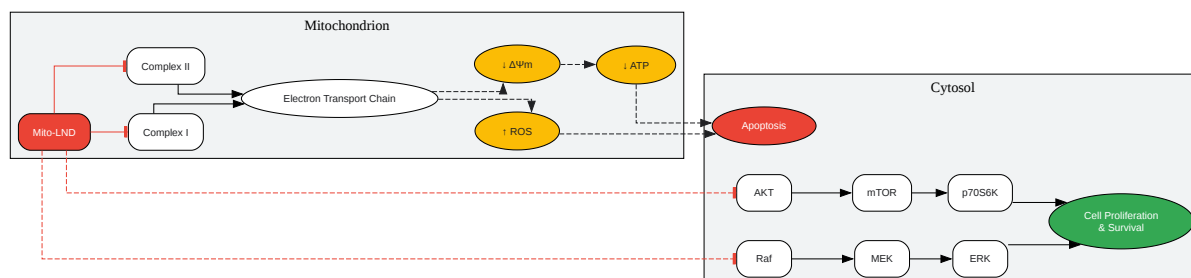 Mitochondrion
Complex II
↓ ΔΨm
↓ ATP
Electron Transport Chain
Mito-LND
Complex I
↑ ROS
Cytosol
Apoptosis
AKT
mTOR
p70S6K
Cell Proliferation
& Survival
Raf
MEK
ERK